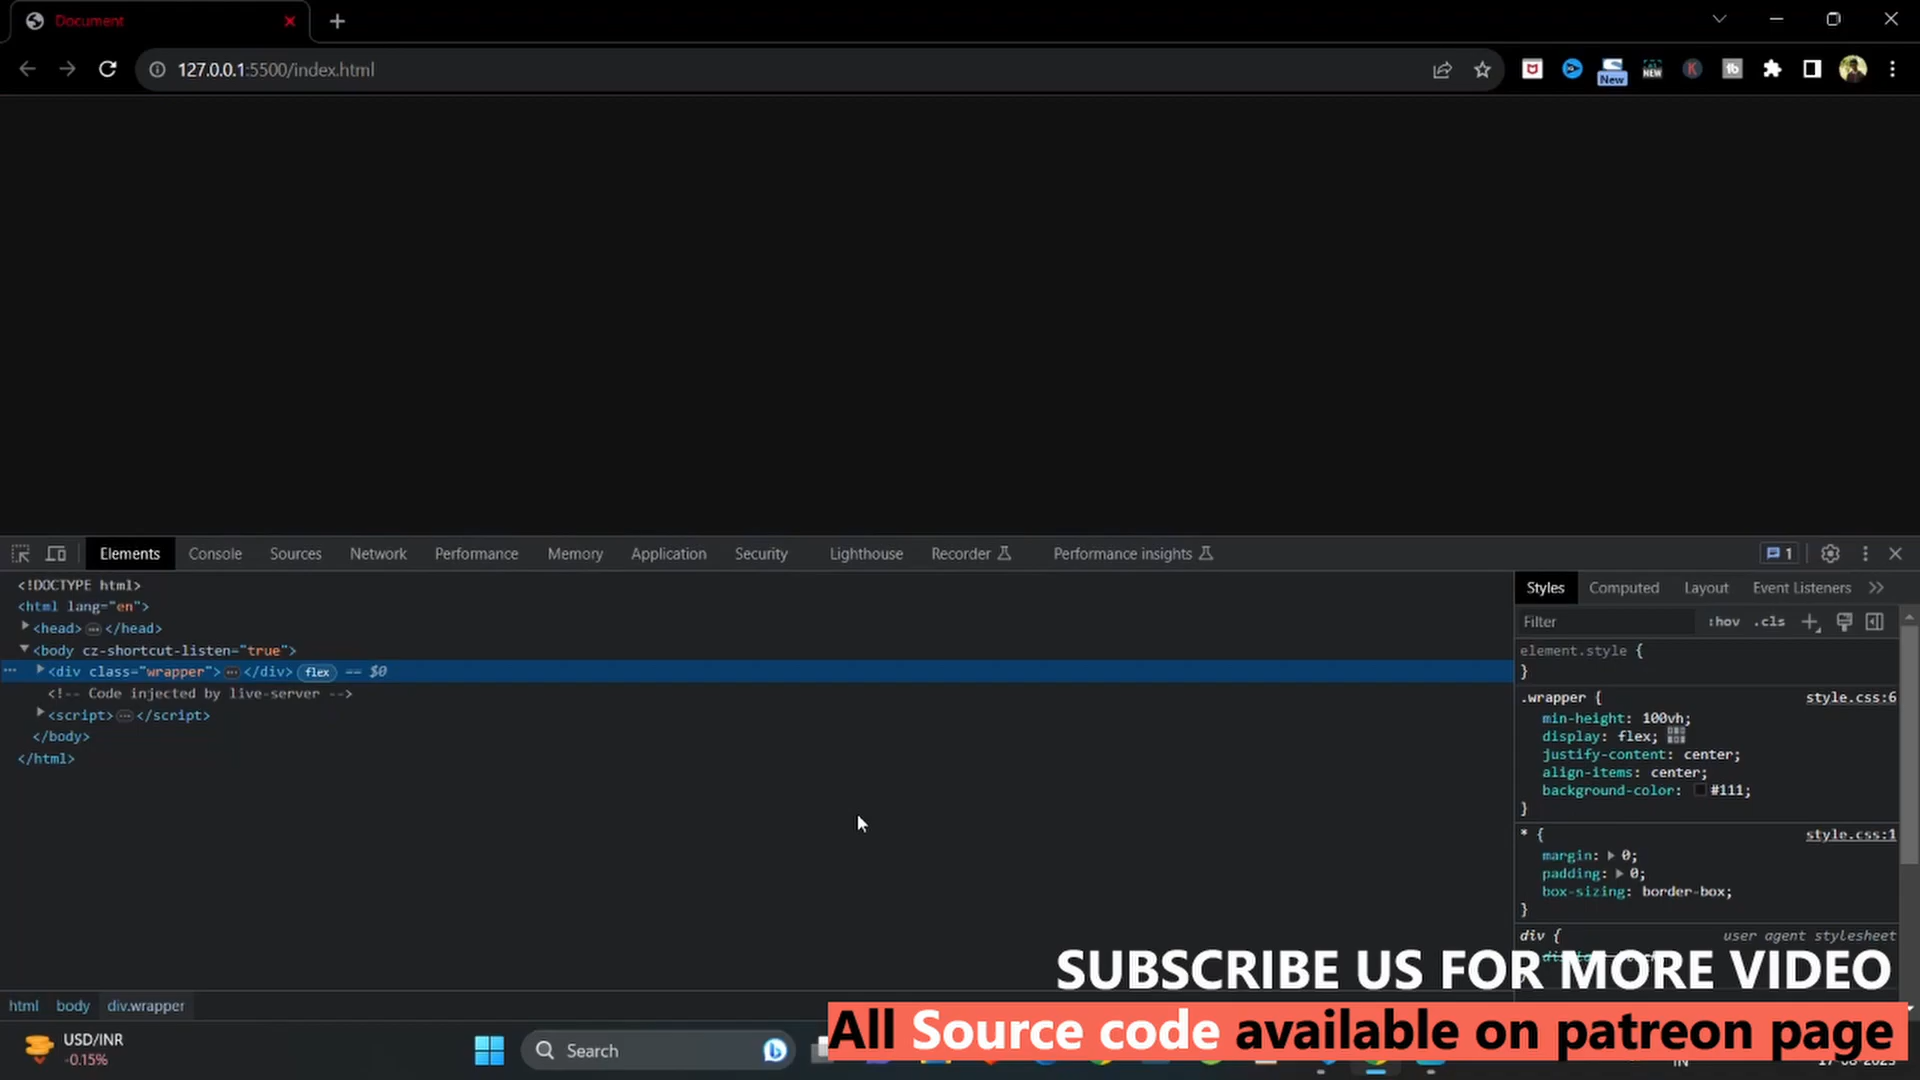 Document
127.0.0.1:5500/index.html
New
NEW
K
tb
Elements Console Sources Network Performance Memory Application Security Lighthouse Recorder Performance insights 1
<!DOCTYPE html>
<html lang="en">
<head> … </head>
<body cz-shortcut-listen="true">
… <div class="wrapper"> … </div> flex == $0
<!-- Code injected by live-server -->
<script> … </script>
</body>
</html>
html body div.wrapper
Styles Computed Layout Event Listeners »
Filter :hov .cls +
element.style {
}
.wrapper { style.css:6
min-height: 100vh;
display: flex;
justify-content: center;
align-items: center;
background-color: #111;
}
* { style.css:1
margin: 0;
padding: 0;
box-sizing: border-box;
}
div { user agent stylesheet
SUBSCRIBE US FOR MORE VIDEO
All Source code available on patreon page
USD/INR
-0.15%
Search